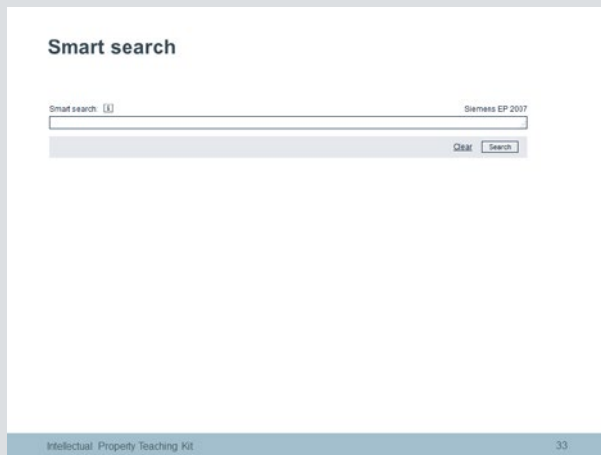 Smart search
Smart search [i] Siemens EP 2007
Clear Search
Intellectual Property Teaching Kit 33